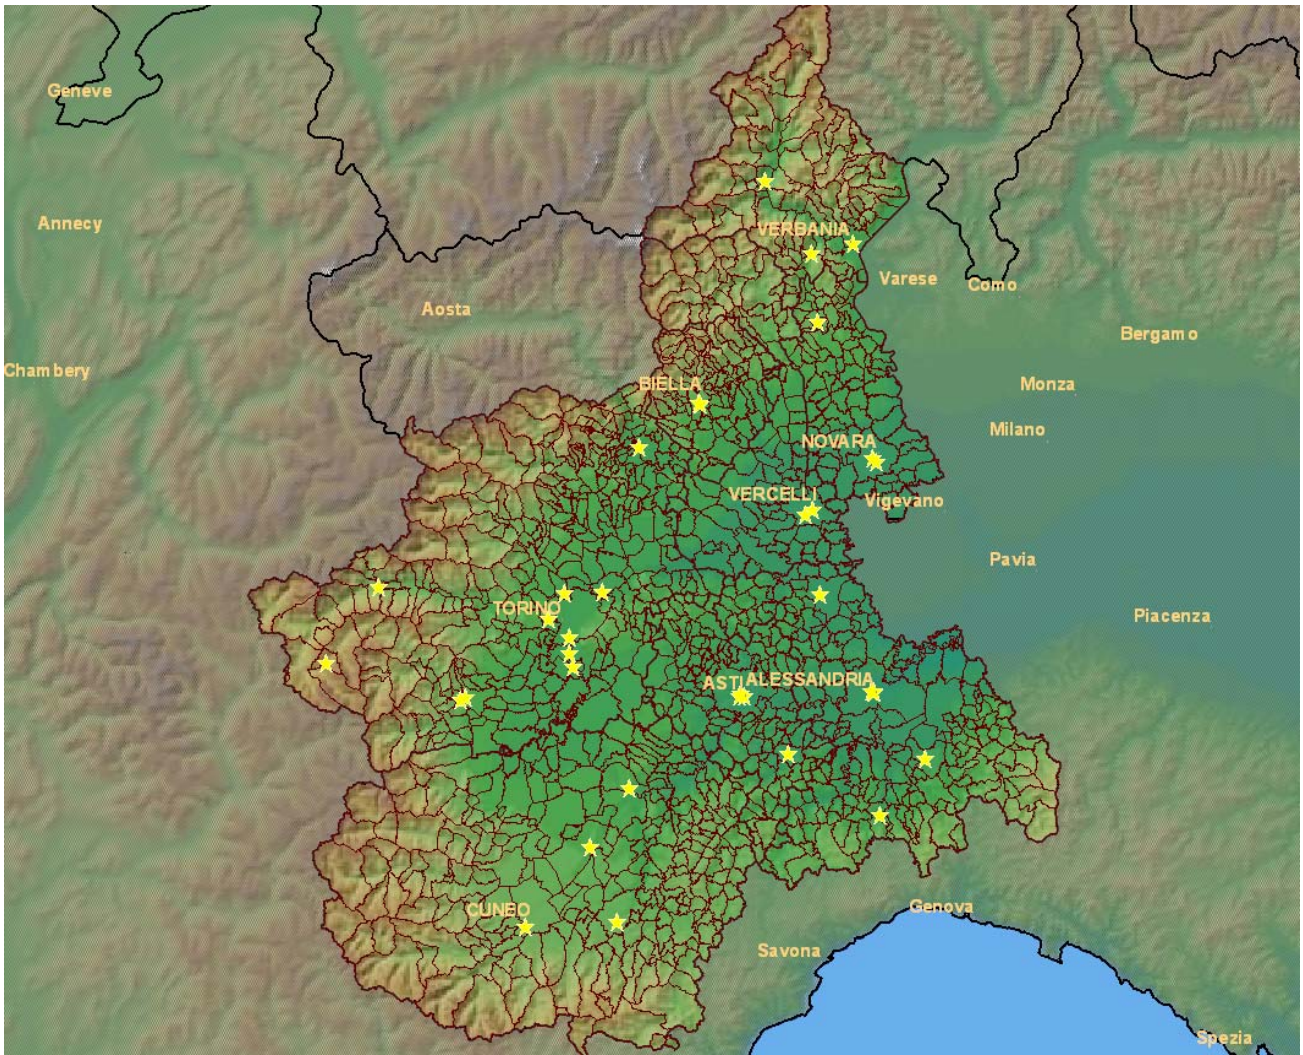 Genève
Annecy
VERBANIA
Varese
Como
Aosta
Bergamo
Chambery
BIELLA
Monza
Milano
NOVARA
VERCELLI
Vigevano
Pavia
TORINO
Piacenza
ASTI
ALESSANDRIA
CUNEO
Genova
Savona
Spezia